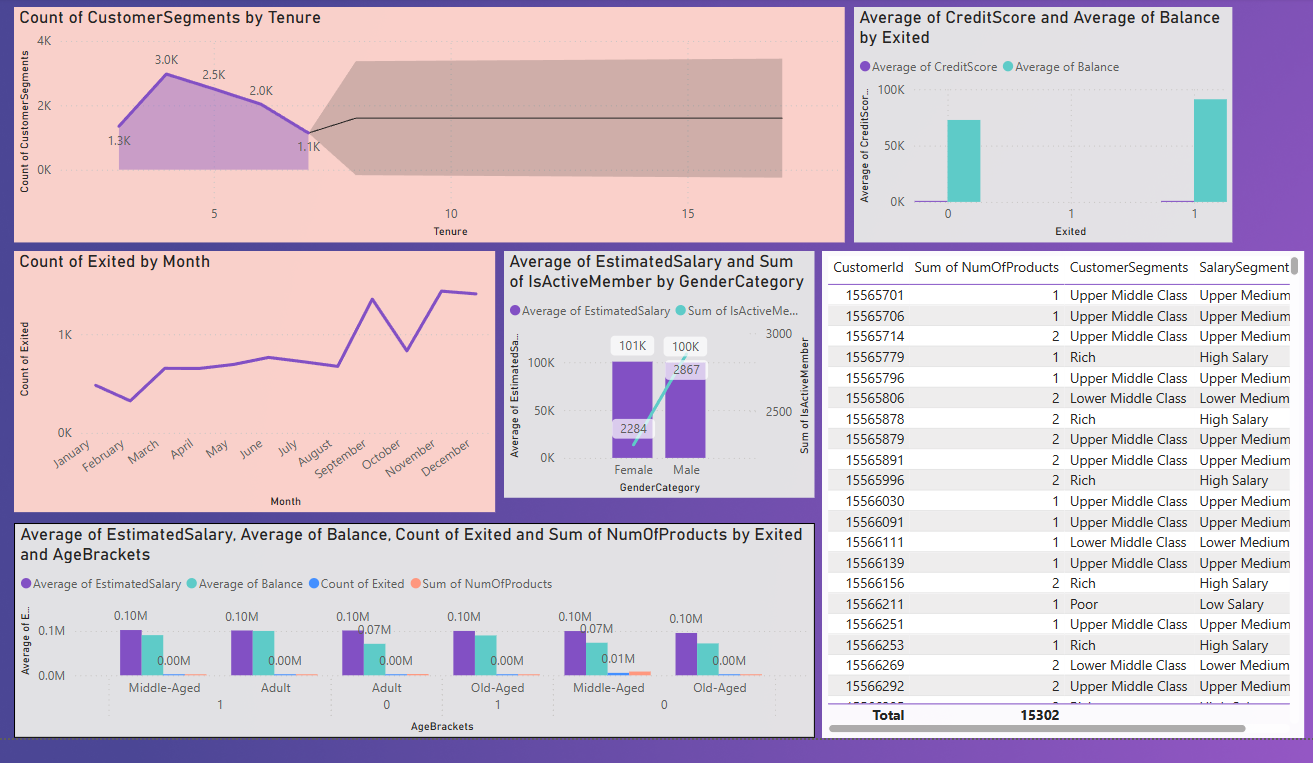 Count of CustomerSegments by Tenure
Count of CustomerSegments
4K
2K
0K
3.0K
2.5K
2.0K
1.3K
1.1K
5
10
15
Tenure
Average of CreditScore and Average of Balance
by Exited
Average of CreditScore
Average of Balance
Average of CreditScor...
100K
50K
0K
0
1
1
Exited
Count of Exited by Month
Count of Exited
1K
0K
January
February
March
April
May
June
July
August
September
October
November
December
Month
Average of EstimatedSalary and Sum
of IsActiveMember by GenderCategory
Average of EstimatedSalary
Sum of IsActiveMe...
Average of EstimatedSa...
100K
50K
0K
101K
100K
2867
2284
3000
2500
Sum of IsActiveMember
Female
Male
GenderCategory
CustomerId Sum of NumOfProducts CustomerSegments SalarySegment
15565701 1 Upper Middle Class Upper Medium
15565706 1 Upper Middle Class Upper Medium
15565714 2 Upper Middle Class Upper Medium
15565779 1 Rich High Salary
15565796 1 Upper Middle Class Upper Medium
15565806 2 Lower Middle Class Lower Medium
15565878 2 Rich High Salary
15565879 2 Upper Middle Class Upper Medium
15565891 2 Upper Middle Class Upper Medium
15565996 2 Rich High Salary
15566030 1 Upper Middle Class Upper Medium
15566091 1 Upper Middle Class Upper Medium
15566111 1 Lower Middle Class Lower Medium
15566139 1 Upper Middle Class Upper Medium
15566156 2 Rich High Salary
15566211 1 Poor Low Salary
15566251 1 Upper Middle Class Upper Medium
15566253 1 Rich High Salary
15566269 2 Lower Middle Class Lower Medium
15566292 2 Upper Middle Class Upper Medium
Total 15302
Average of EstimatedSalary, Average of Balance, Count of Exited and Sum of NumOfProducts by Exited
and AgeBrackets
Average of EstimatedSalary
Average of Balance
Count of Exited
Sum of NumOfProducts
Average of E...
0.1M
0.0M
0.10M
0.00M
0.10M
0.00M
0.10M
0.07M
0.00M
0.10M
0.00M
0.10M
0.07M
0.01M
0.10M
0.00M
Middle-Aged
Adult
Adult
Old-Aged
Middle-Aged
Old-Aged
1
0
1
0
AgeBrackets